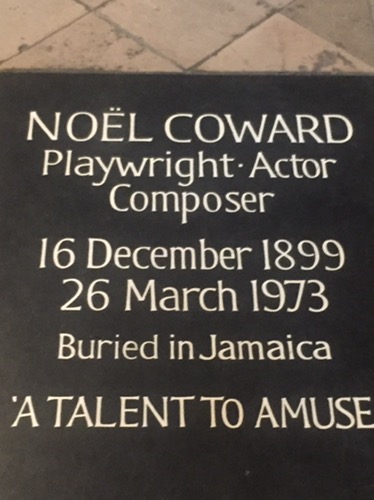 NOËL COWARD
Playwright · Actor
Composer
16 December 1899
26 March 1973
Buried in Jamaica
'A TALENT TO AMUSE